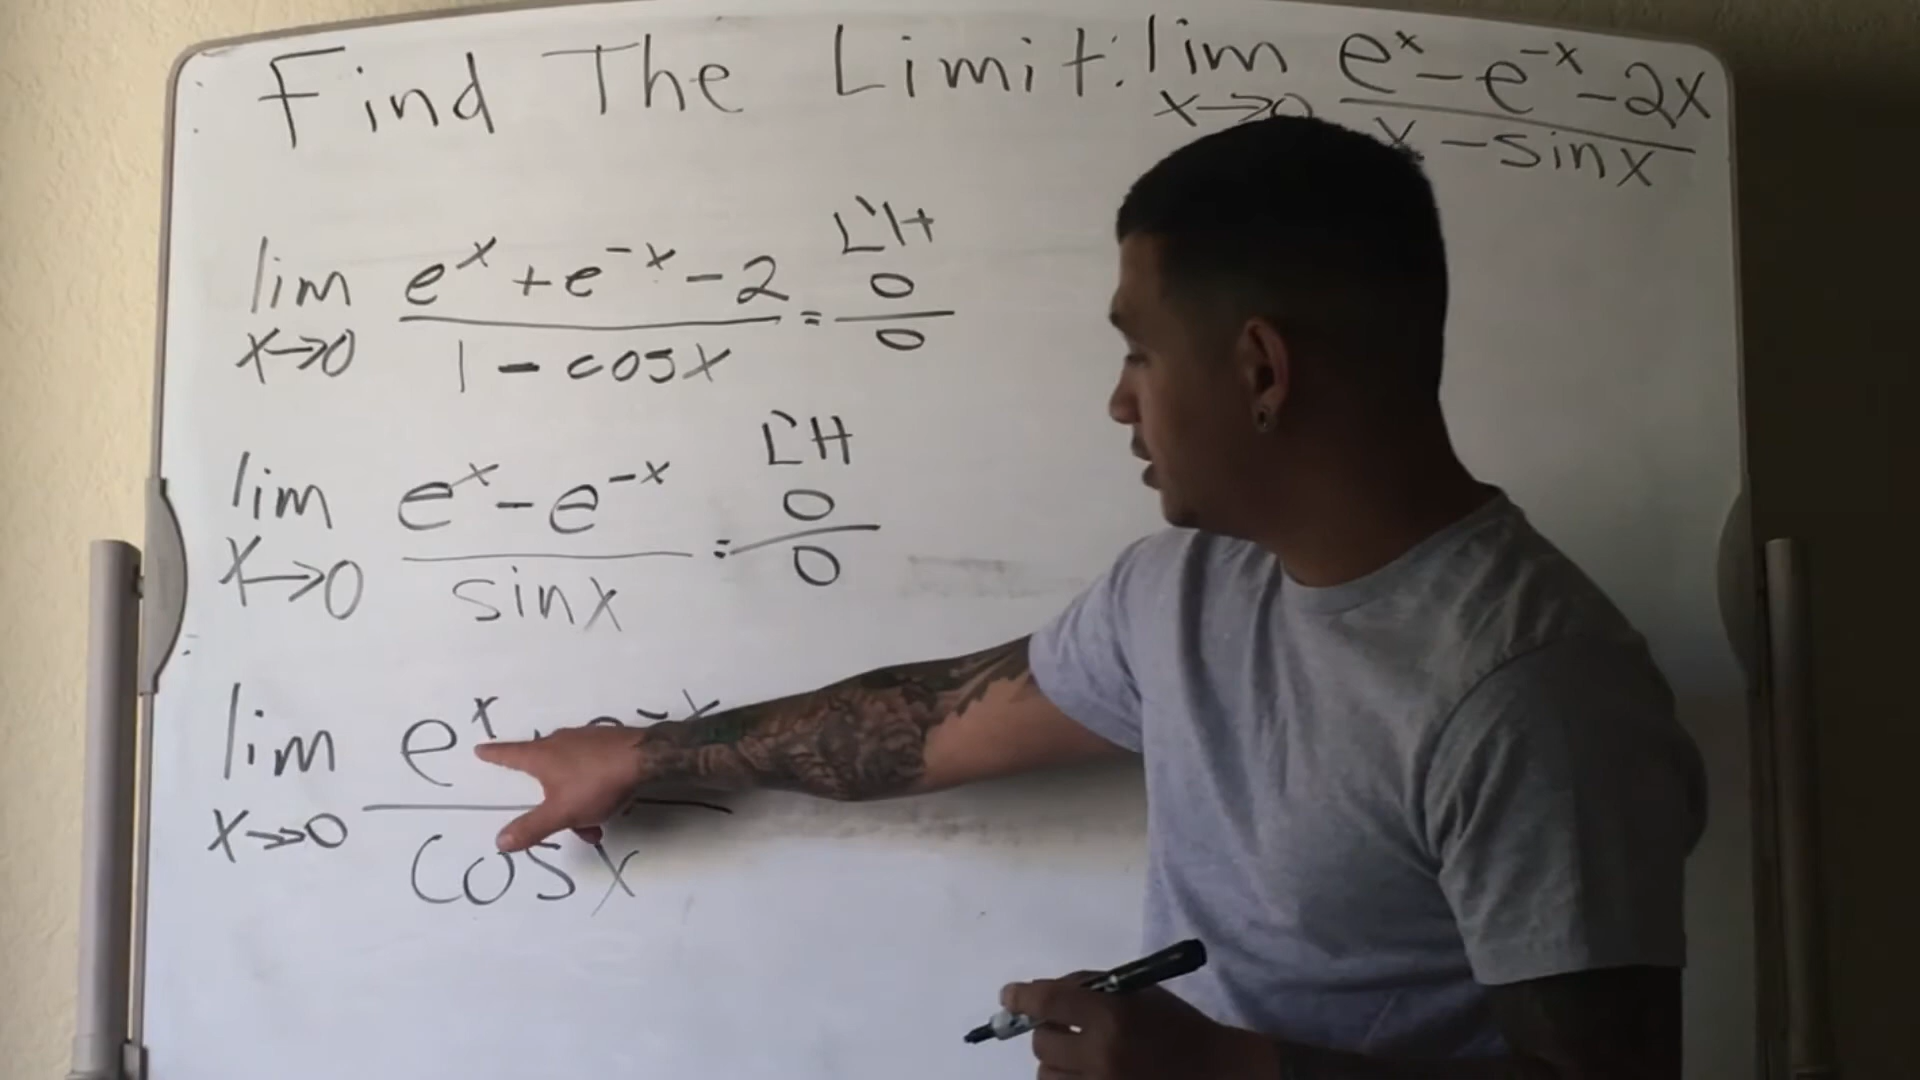 Find The Limit: lim x→0 e^x - e^-x - 2x / x - sinx
lim x→0 e^x + e^-x - 2 / 1 - cosx = L'H 0/0
lim x→0 e^x - e^-x / sinx = L'H 0/0
lim x→0 e^x e^-x / cosx